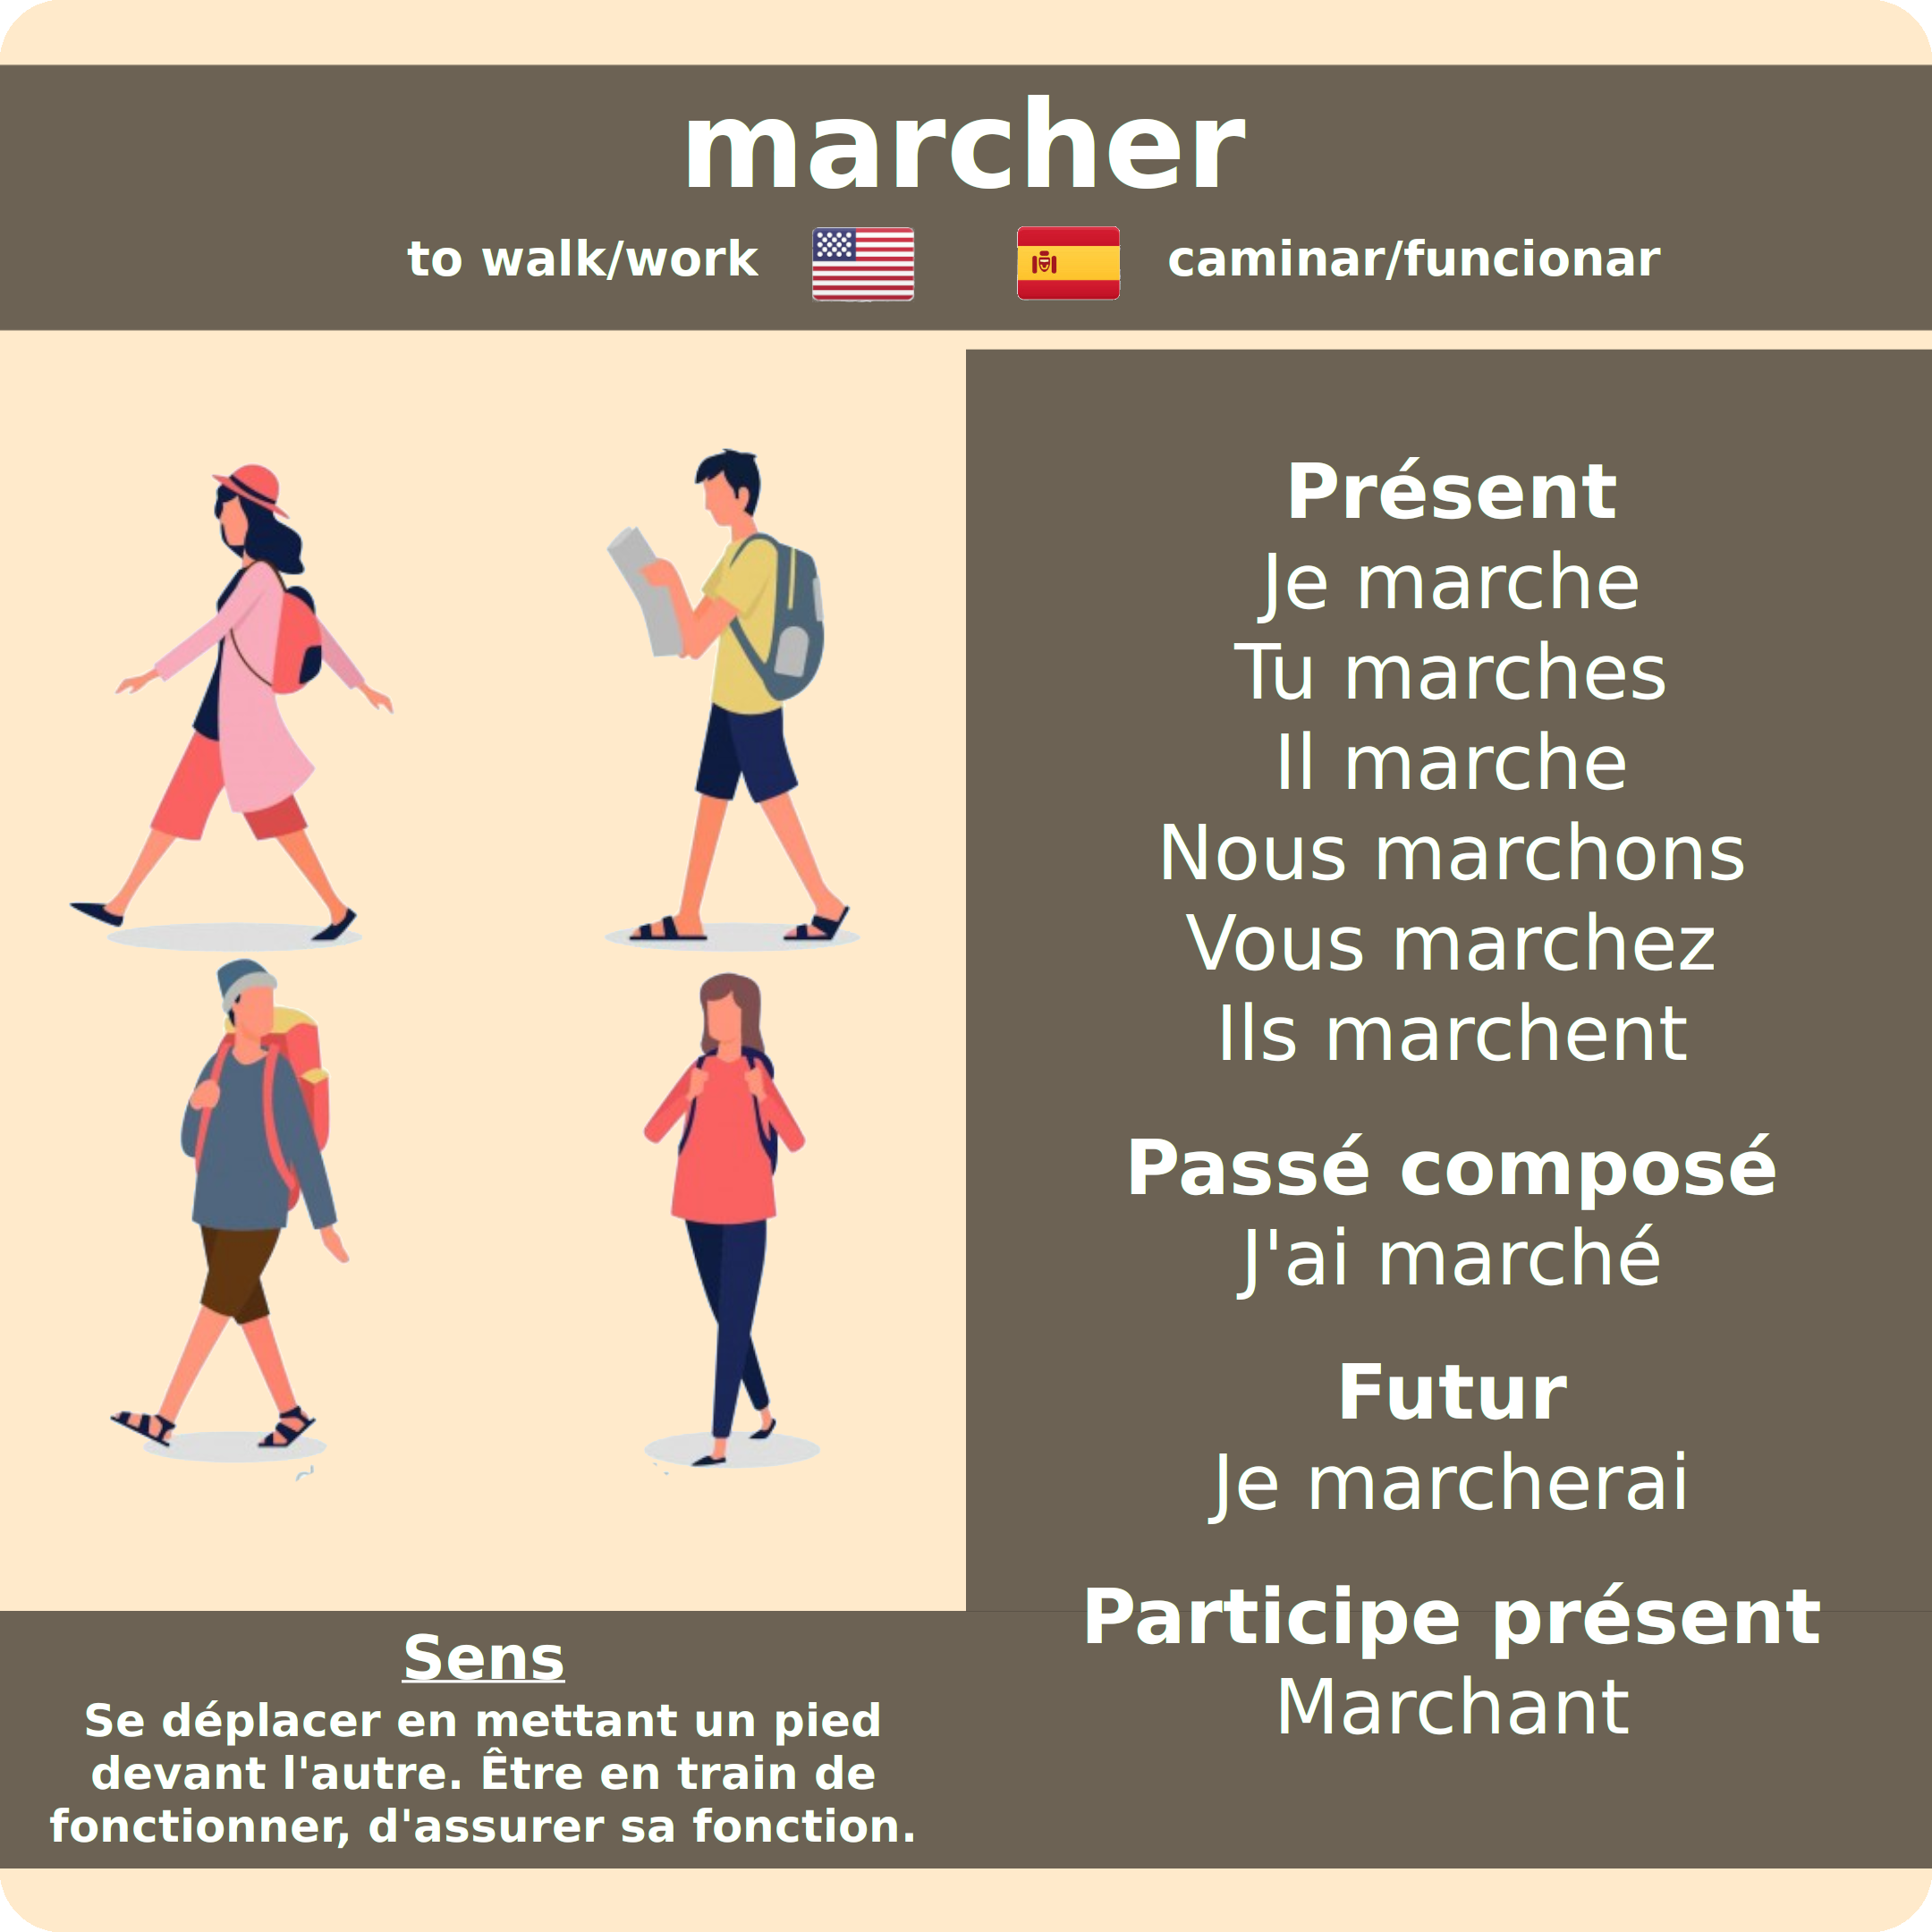 marcher
to walk/work
caminar/funcionar
Présent
Je marche
Tu marches
Il marche
Nous marchons
Vous marchez
Ils marchent
Passé composé
J'ai marché
Futur
Je marcherai
Participe présent
Marchant
Sens
Se déplacer en mettant un pied
devant l'autre. Être en train de
fonctionner, d'assurer sa fonction.